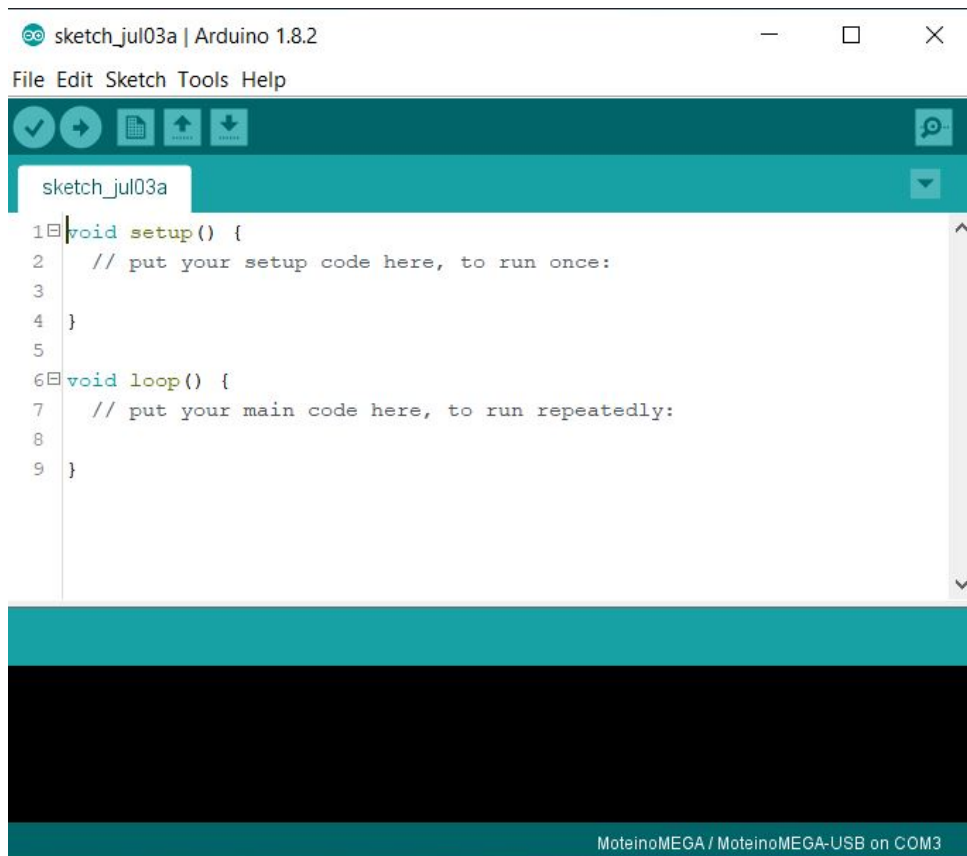 sketch_jul03a | Arduino 1.8.2
File Edit Sketch Tools Help
sketch_jul03a
1 void setup() {
2 // put your setup code here, to run once:
3
4 }
5
6 void loop() {
7 // put your main code here, to run repeatedly:
8
9 }
MoteinoMEGA / MoteinoMEGA-USB on COM3